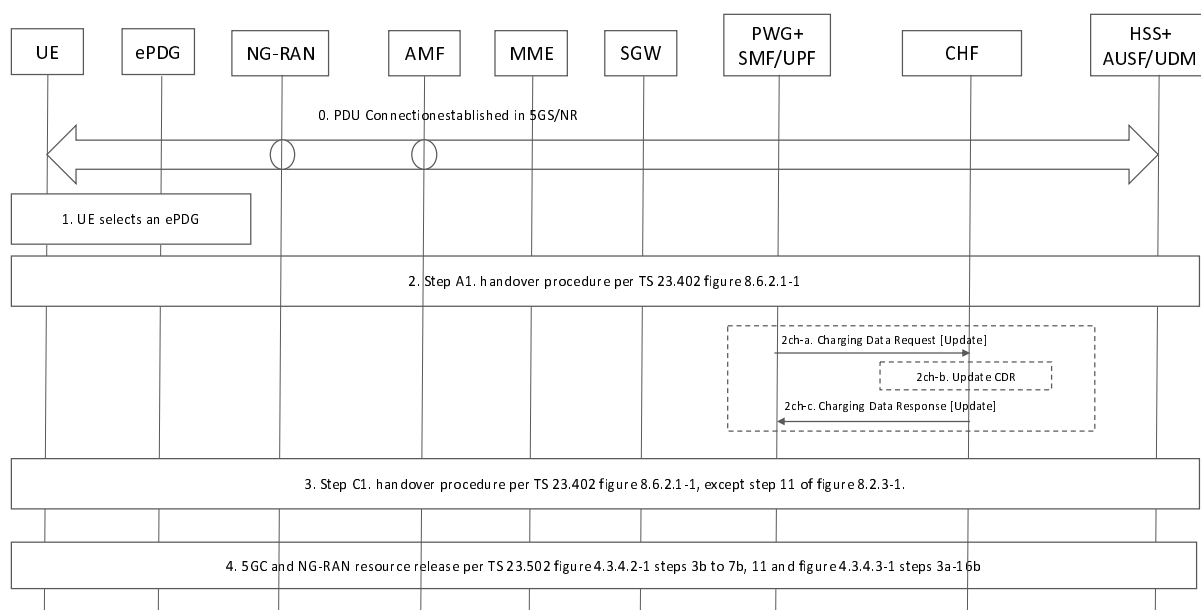 UE
ePDG
NG-RAN
AMF
MME
SGW
PWG+
SMF/UPF
CHF
HSS+
AUSF/UDM
0. PDU Connectionestablished in 5GS/NR
1. UE selects an ePDG
2. Step A1. handover procedure per TS 23.402 figure 8.6.2.1-1
2ch-a. Charging Data Request [Update]
2ch-b. Update CDR
2ch-c. Charging Data Response [Update]
3. Step C1. handover procedure per TS 23.402 figure 8.6.2.1-1, except step 11 of figure 8.2.3-1.
4. 5GC and NG-RAN resource release per TS 23.502 figure 4.3.4.2-1 steps 3b to 7b, 11 and figure 4.3.4.3-1 steps 3a-16b